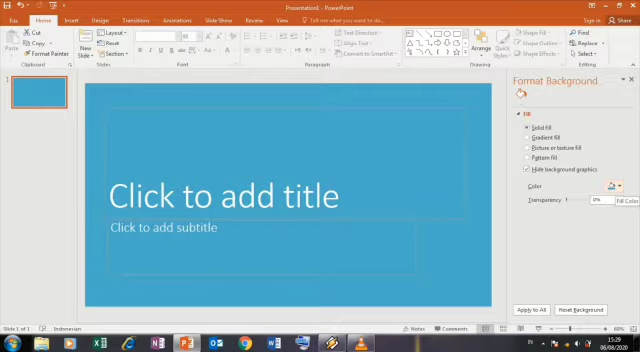 Presentation1 - PowerPoint
File Home Insert Design Transitions Animations Slide Show Review View Tell me what you want to do... Sign in Share
Paste
Cut
Copy
Format Painter
Clipboard
New Slide
Layout
Reset
Section
Slides
Font
Paragraph
Text Direction
Align Text
Convert to SmartArt
Arrange
Quick Styles
Drawing
Shape Fill
Shape Outline
Shape Effects
Find
Replace
Select
Editing
1
Click to add title
Click to add subtitle
Format Background
Fill
Solid fill
Gradient fill
Picture or texture fill
Pattern fill
Hide background graphics
Color
Transparency 0%
Fill Color
Apply to All Reset Background
Slide 1 of 1 Indonesian Notes Comments 68%
IN 15:29
06/08/2020